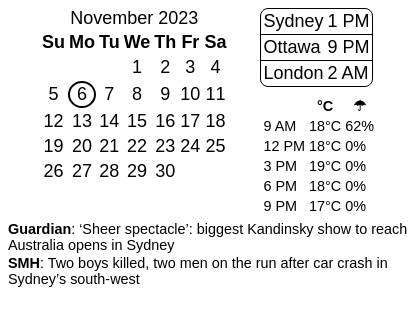 November 2023
Su Mo Tu We Th Fr Sa
1 2 3 4
5 6 7 8 9 10 11
12 13 14 15 16 17 18
19 20 21 22 23 24 25
26 27 28 29 30
Sydney 1 PM
Ottawa 9 PM
London 2 AM
°C ☂
9 AM 18°C 62%
12 PM 18°C 0%
3 PM 19°C 0%
6 PM 18°C 0%
9 PM 17°C 0%
Guardian: ‘Sheer spectacle’: biggest Kandinsky show to reach
Australia opens in Sydney
SMH: Two boys killed, two men on the run after car crash in
Sydney’s south-west